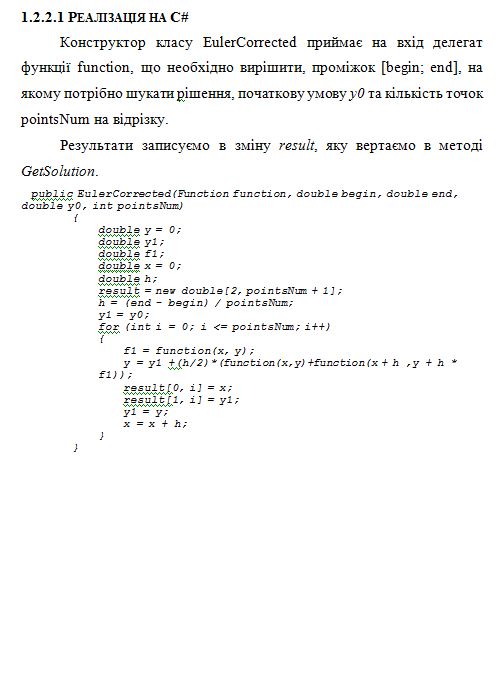 1.2.2.1 РЕАЛІЗАЦІЯ НА C#
Конструктор класу EulerCorrected приймає на вхід делегат
функції function, що необхідно вирішити, проміжок [begin; end], на
якому потрібно шукати рішення, початкову умову y0 та кількість точок
pointsNum на відрізку.
Результати записуємо в зміну result, яку вертаємо в методі
GetSolution.
public EulerCorrected(Function function, double begin, double end,
double y0, int pointsNum)
{
double y = 0;
double y1;
double f1;
double x = 0;
double h;
result = new double[2, pointsNum + 1];
h = (end - begin) / pointsNum;
y1 = y0;
for (int i = 0; i <= pointsNum; i++)
{
f1 = function(x, y);
y = y1 +(h/2)*(function(x,y)+function(x + h ,y + h *
f1));
result[0, i] = x;
result[1, i] = y1;
y1 = y;
x = x + h;
}
}